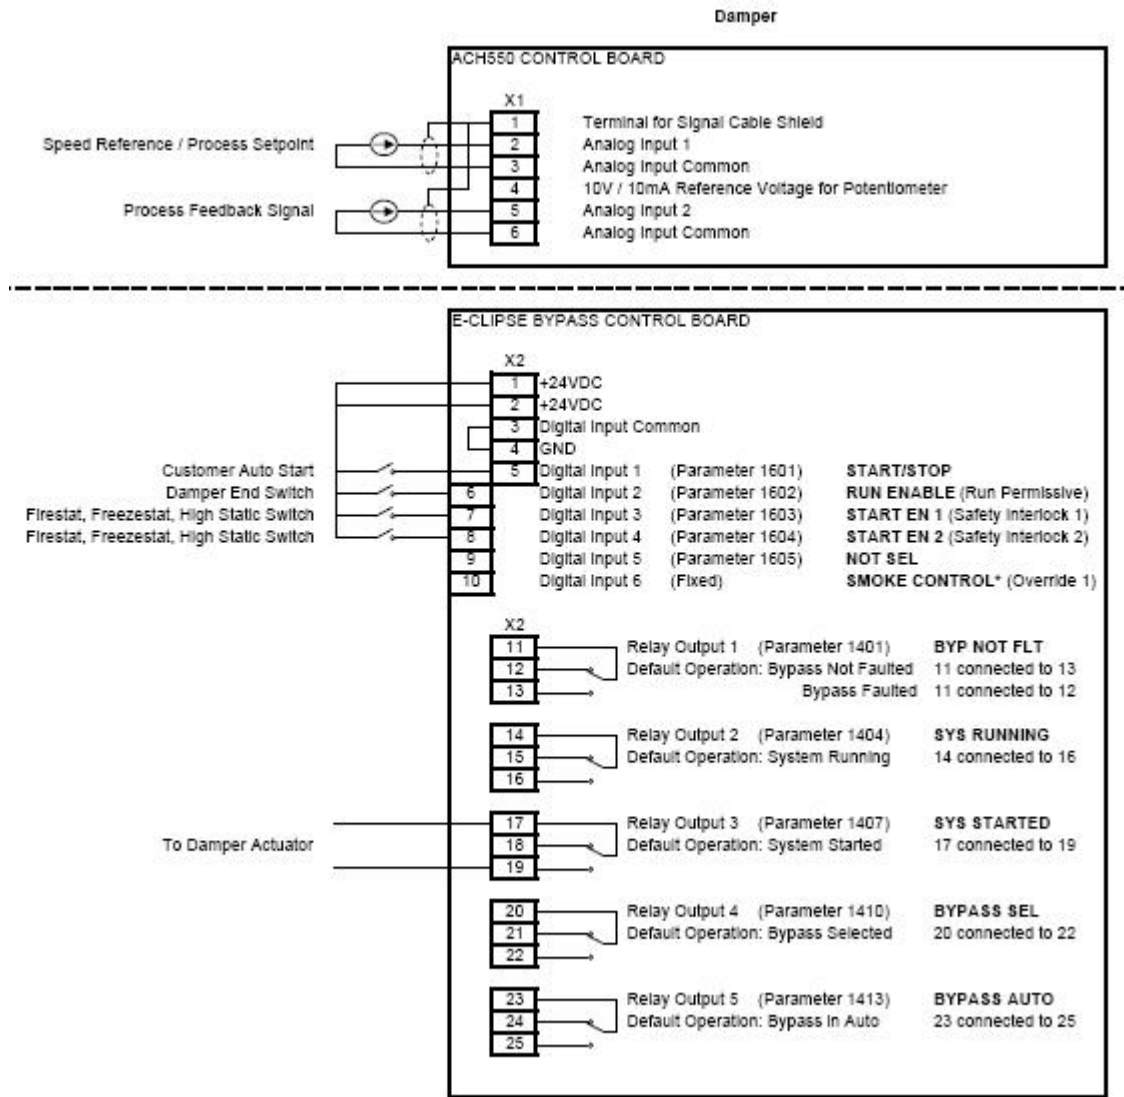 Damper
ACH550 CONTROL BOARD
X1
1 Terminal for Signal Cable Shield
Speed Reference / Process Setpoint 2 Analog Input 1
3 Analog Input Common
4 10V / 10mA Reference Voltage for Potentiometer
Process Feedback Signal 5 Analog Input 2
6 Analog Input Common
E-CLIPSE BYPASS CONTROL BOARD
X2
1 +24VDC
2 +24VDC
3 Digital Input Common
4 GND
Customer Auto Start 5 Digital Input 1 (Parameter 1601) START/STOP
Damper End Switch 6 Digital Input 2 (Parameter 1602) RUN ENABLE (Run Permissive)
Firestat, Freezestat, High Static Switch 7 Digital Input 3 (Parameter 1603) START EN 1 (Safety Interlock 1)
Firestat, Freezestat, High Static Switch 8 Digital Input 4 (Parameter 1604) START EN 2 (Safety Interlock 2)
9 Digital Input 5 (Parameter 1605) NOT SEL
10 Digital Input 6 (Fixed) SMOKE CONTROL* (Override 1)
X2
11 Relay Output 1 (Parameter 1401) BYP NOT FLT
12 Default Operation: Bypass Not Faulted 11 connected to 13
13 Bypass Faulted 11 connected to 12
14 Relay Output 2 (Parameter 1404) SYS RUNNING
15 Default Operation: System Running 14 connected to 16
16
17 Relay Output 3 (Parameter 1407) SYS STARTED
To Damper Actuator 18 Default Operation: System Started 17 connected to 19
19
20 Relay Output 4 (Parameter 1410) BYPASS SEL
21 Default Operation: Bypass Selected 20 connected to 22
22
23 Relay Output 5 (Parameter 1413) BYPASS AUTO
24 Default Operation: Bypass In Auto 23 connected to 25
25